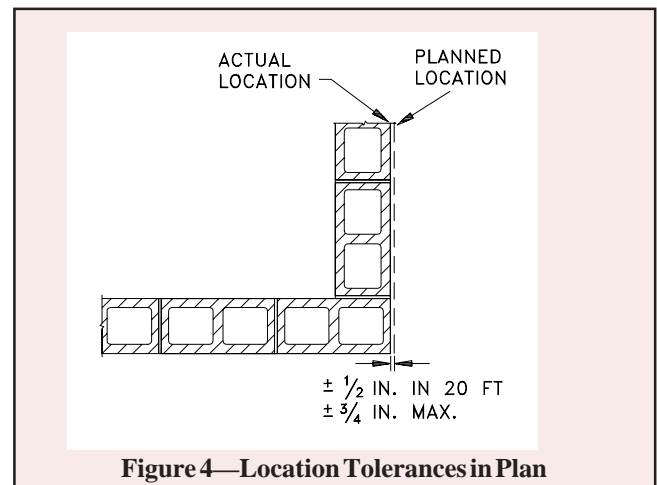 ACTUAL
LOCATION
PLANNED
LOCATION
± 1/2 IN. IN 20 FT
± 3/4 IN. MAX.
Figure 4—Location Tolerances in Plan